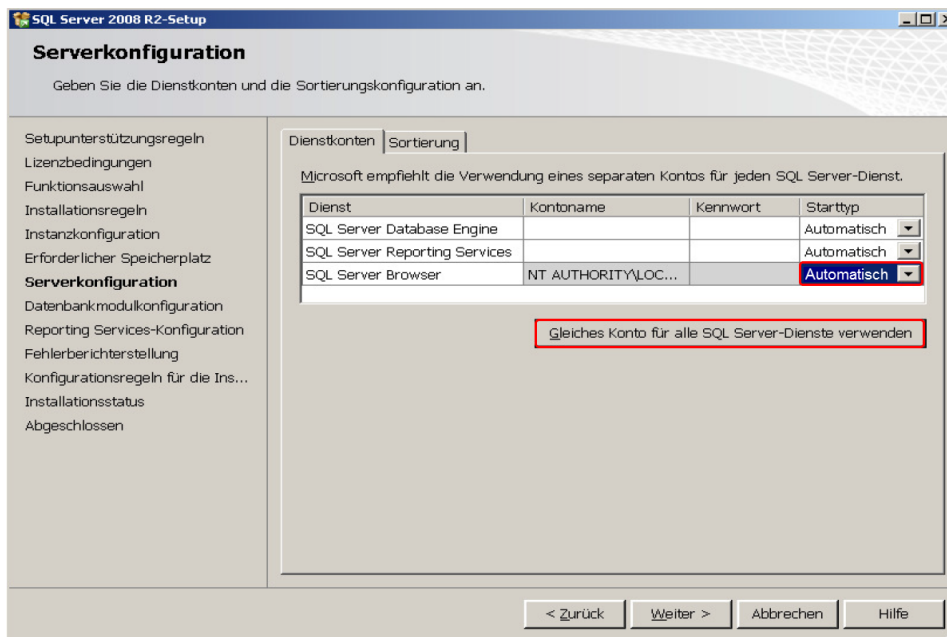 SQL Server 2008 R2-Setup
Serverkonfiguration
Geben Sie die Dienstkonten und die Sortierungskonfiguration an.
Setupunterstützungsregeln
Lizenzbedingungen
Funktionsauswahl
Installationsregeln
Instanzkonfiguration
Erforderlicher Speicherplatz
Serverkonfiguration
Datenbankmodulkonfiguration
Reporting Services-Konfiguration
Fehlerberichterstellung
Konfigurationsregeln für die Ins...
Installationsstatus
Abgeschlossen
Dienstkonten Sortierung
Microsoft empfiehlt die Verwendung eines separaten Kontos für jeden SQL Server-Dienst.
Dienst Kontoname Kennwort Starttyp
SQL Server Database Engine Automatisch
SQL Server Reporting Services Automatisch
SQL Server Browser NT AUTHORITY\LOC... Automatisch
Gleiches Konto für alle SQL Server-Dienste verwenden
< Zurück Weiter > Abbrechen Hilfe